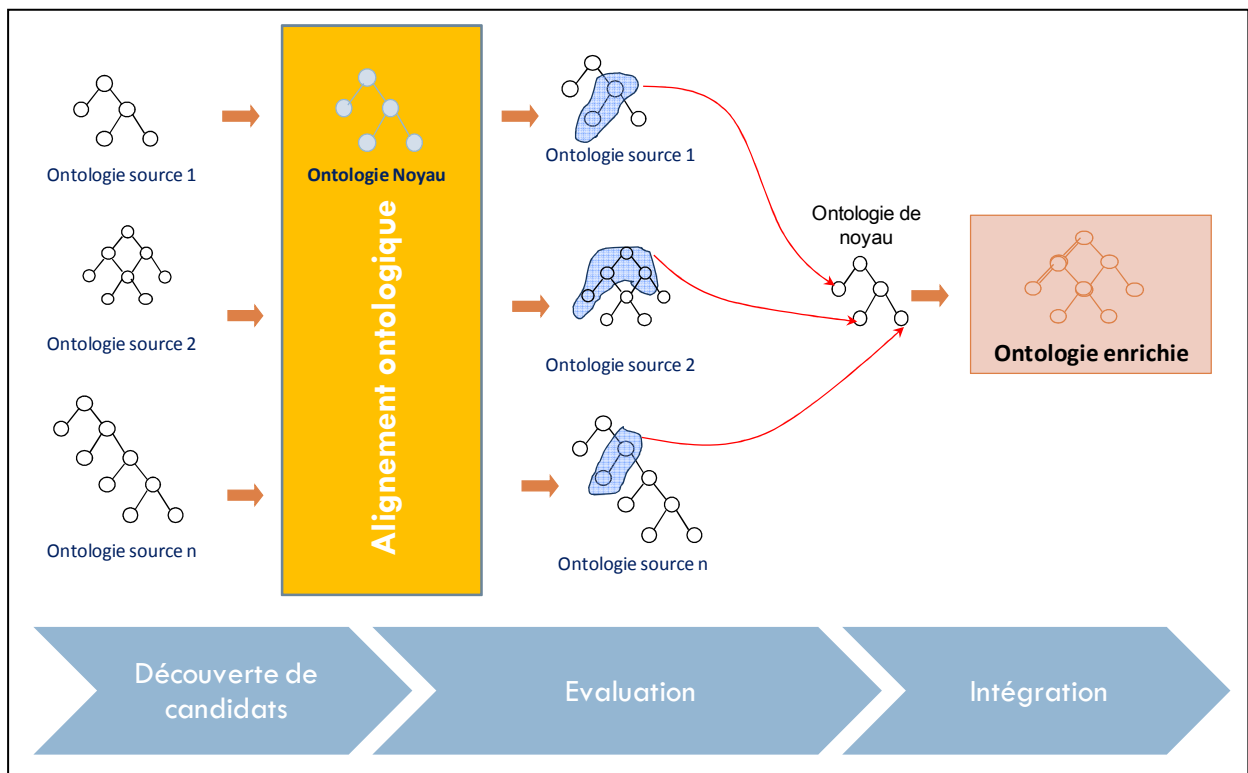 Ontologie source 1
Ontologie source 2
Ontologie source n
Ontologie Noyau
Alignement ontologique
Ontologie source 1
Ontologie source 2
Ontologie source n
Ontologie de
noyau
Ontologie enrichie
Découverte de
candidats
Evaluation
Intégration